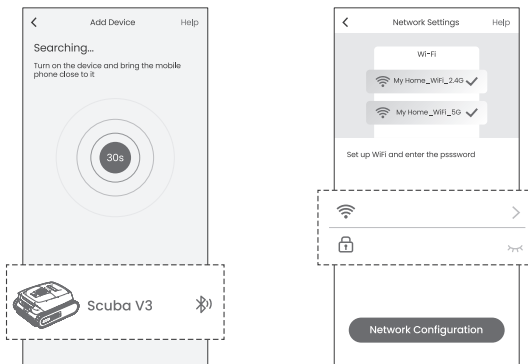 Add Device
Help
Searching...
Turn on the device and bring the mobile
phone close to it
30s
Scuba V3
Network Settings
Help
Wi-Fi
My Home_WiFi_2.4G
My Home_WiFi_5G
Set up WiFi and enter the psssword
Network Configuration